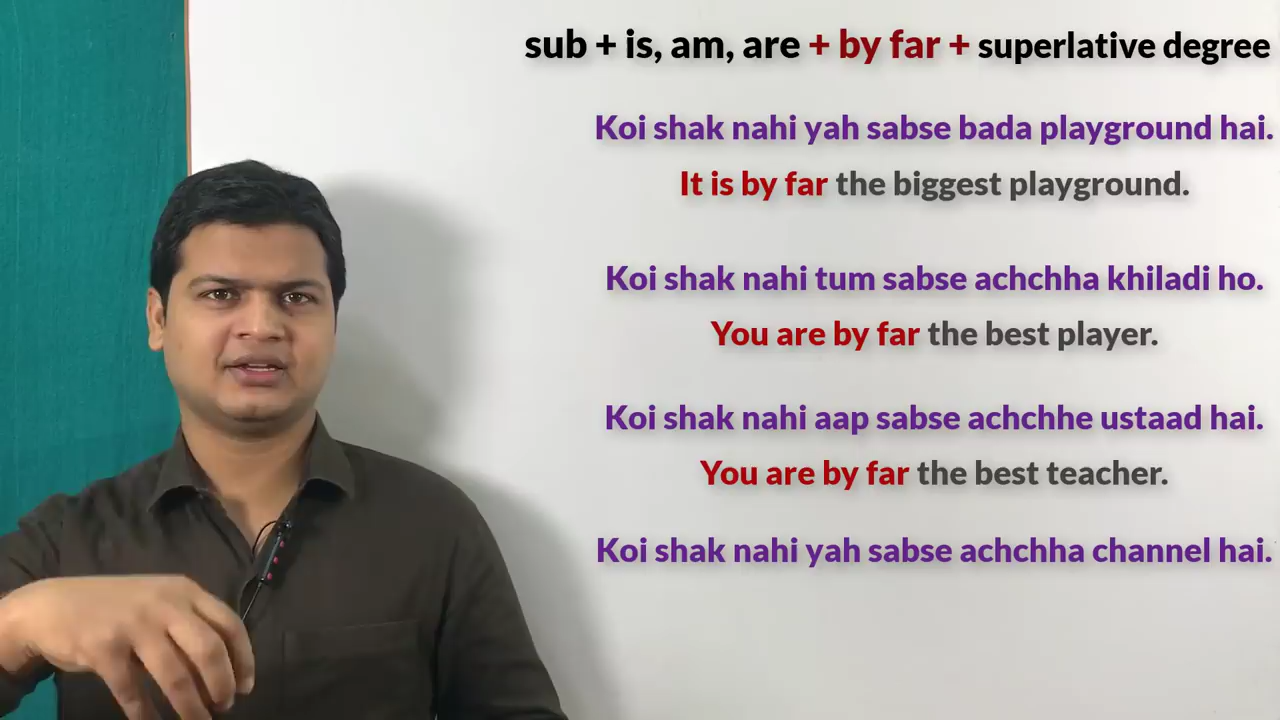 sub + is, am, are + by far + superlative degree
Koi shak nahi yah sabse bada playground hai.
It is by far the biggest playground.
Koi shak nahi tum sabse achchha khiladi ho.
You are by far the best player.
Koi shak nahi aap sabse achchhe ustaad hai.
You are by far the best teacher.
Koi shak nahi yah sabse achchha channel hai.